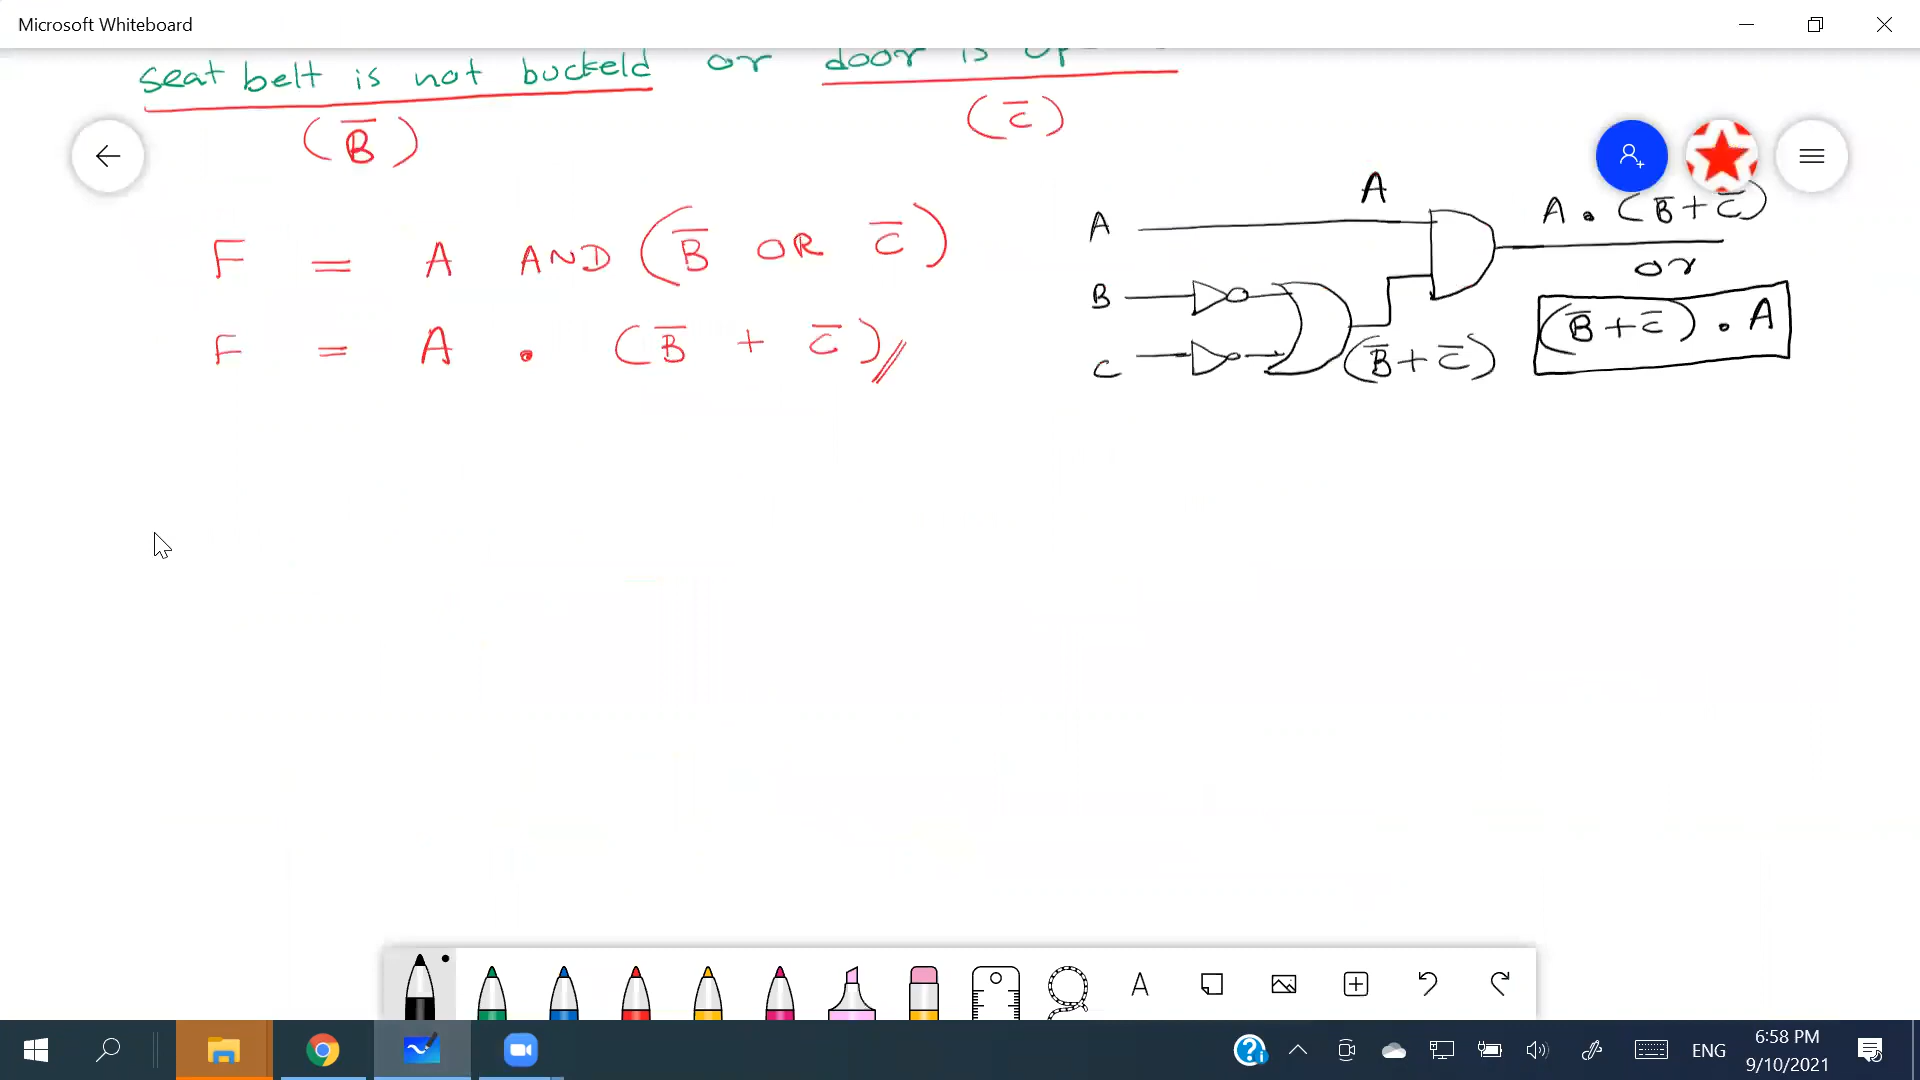 Microsoft Whiteboard
seat belt is not buckeld or door is
(B̅) (c̅)
F = A AND (B̅ OR C̅)
F = A • (B̅ + C̅)
A
A
A • (B̅ + C̅)
or
B
(B̅ + C̅) • A
C
(B̅ + C̅)
A
ENG
6:58 PM
9/10/2021